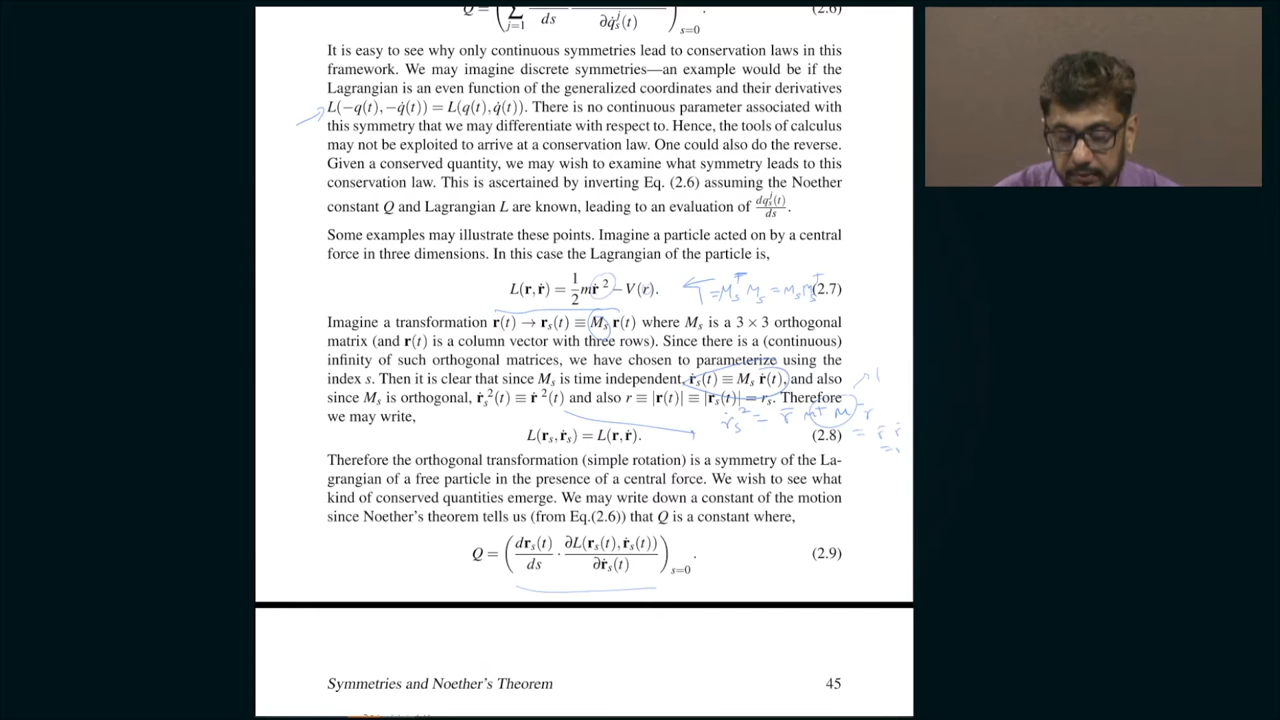 Q = ( ∑_{j=1} ds ∂q̇_s^j(t) )_{s=0} . (2.6)
It is easy to see why only continuous symmetries lead to conservation laws in this
framework. We may imagine discrete symmetries—an example would be if the
Lagrangian is an even function of the generalized coordinates and their derivatives
L(−q(t), −q̇(t)) = L(q(t), q̇(t)). There is no continuous parameter associated with
this symmetry that we may differentiate with respect to. Hence, the tools of calculus
may not be exploited to arrive at a conservation law. One could also do the reverse.
Given a conserved quantity, we may wish to examine what symmetry leads to this
conservation law. This is ascertained by inverting Eq. (2.6) assuming the Noether
constant Q and Lagrangian L are known, leading to an evaluation of dq_s^j(t)/ds.
Some examples may illustrate these points. Imagine a particle acted on by a central
force in three dimensions. In this case the Lagrangian of the particle is,
L(r, ṙ) = 1/2 mṙ² − V(r). (2.7)
= M_s^T M_s = M_s M_s^T
Imagine a transformation r(t) → r_s(t) ≡ M_s r(t) where M_s is a 3 × 3 orthogonal
matrix (and r(t) is a column vector with three rows). Since there is a (continuous)
infinity of such orthogonal matrices, we have chosen to parameterize using the
index s. Then it is clear that since M_s is time independent, ṙ_s(t) ≡ M_s ṙ(t), and also
since M_s is orthogonal, ṙ_s²(t) ≡ ṙ²(t) and also r ≡ |r(t)| ≡ |r_s(t)| = r_s. Therefore
we may write,
L(r_s, ṙ_s) = L(r, ṙ). (2.8)
Therefore the orthogonal transformation (simple rotation) is a symmetry of the La-
grangian of a free particle in the presence of a central force. We wish to see what
kind of conserved quantities emerge. We may write down a constant of the motion
since Noether's theorem tells us (from Eq.(2.6)) that Q is a constant where,
Q = ( dr_s(t)/ds · ∂L(r_s(t), ṙ_s(t))/∂ṙ_s(t) )_{s=0} . (2.9)
Symmetries and Noether's Theorem 45